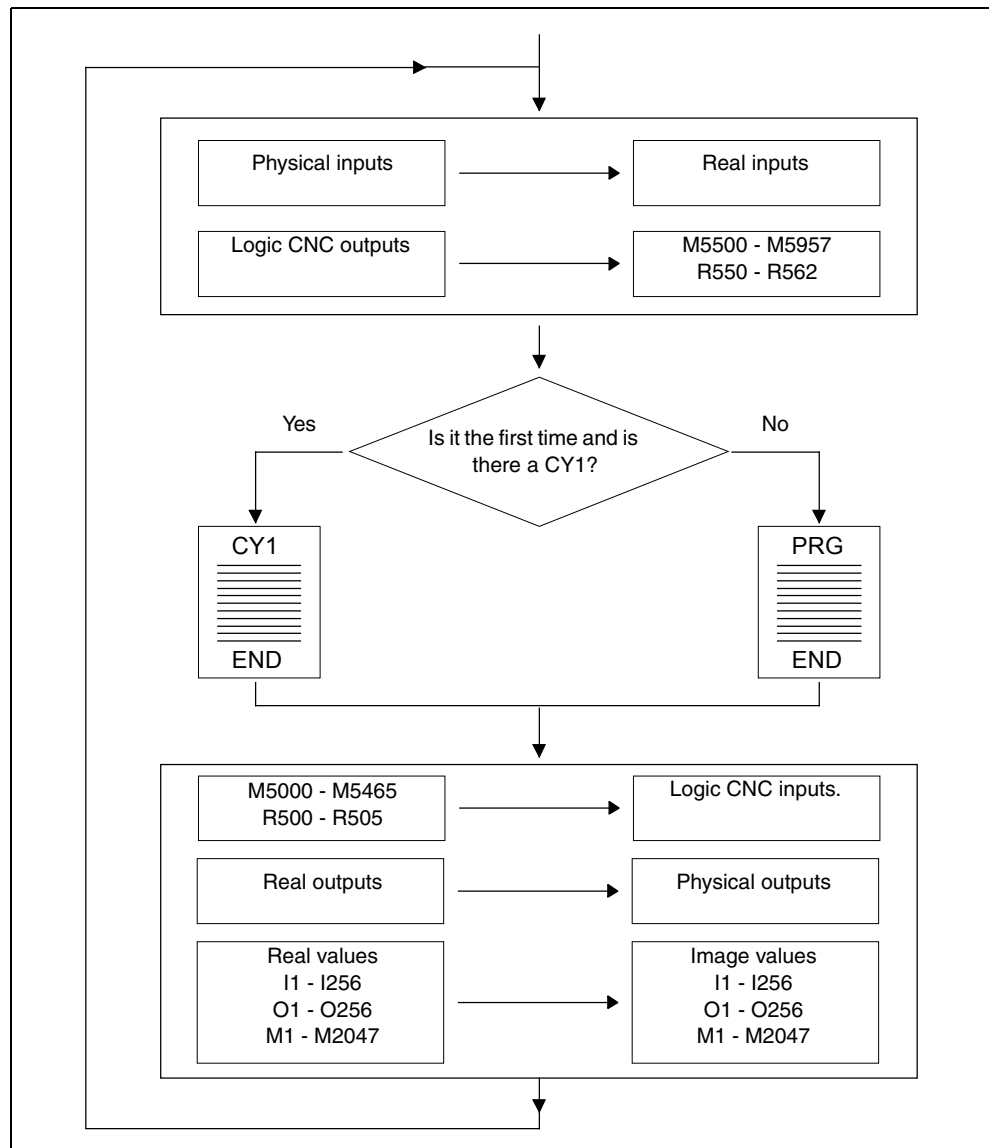 Physical inputs
Real inputs
Logic CNC outputs
M5500 - M5957
R550 - R562
Yes
No
Is it the first time and is
there a CY1?
CY1
END
PRG
END
M5000 - M5465
R500 - R505
Logic CNC inputs.
Real outputs
Physical outputs
Real values
I1 - I256
O1 - O256
M1 - M2047
Image values
I1 - I256
O1 - O256
M1 - M2047